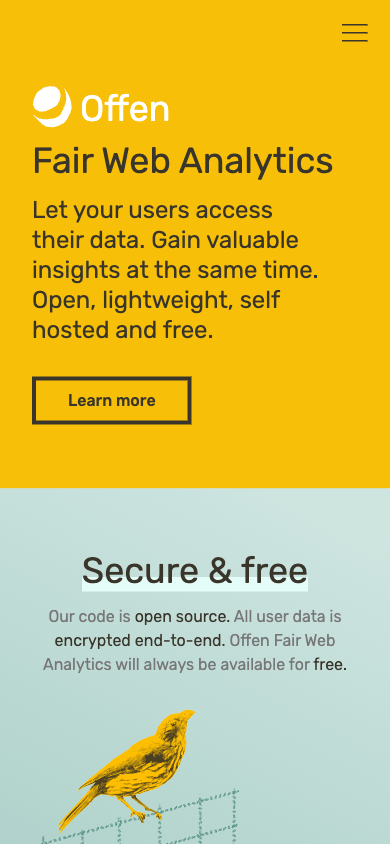 Offen
Fair Web Analytics
Let your users access
their data. Gain valuable
insights at the same time.
Open, lightweight, self
hosted and free.
Learn more
Secure & free
Our code is open source. All user data is
encrypted end-to-end. Offen Fair Web
Analytics will always be available for free.